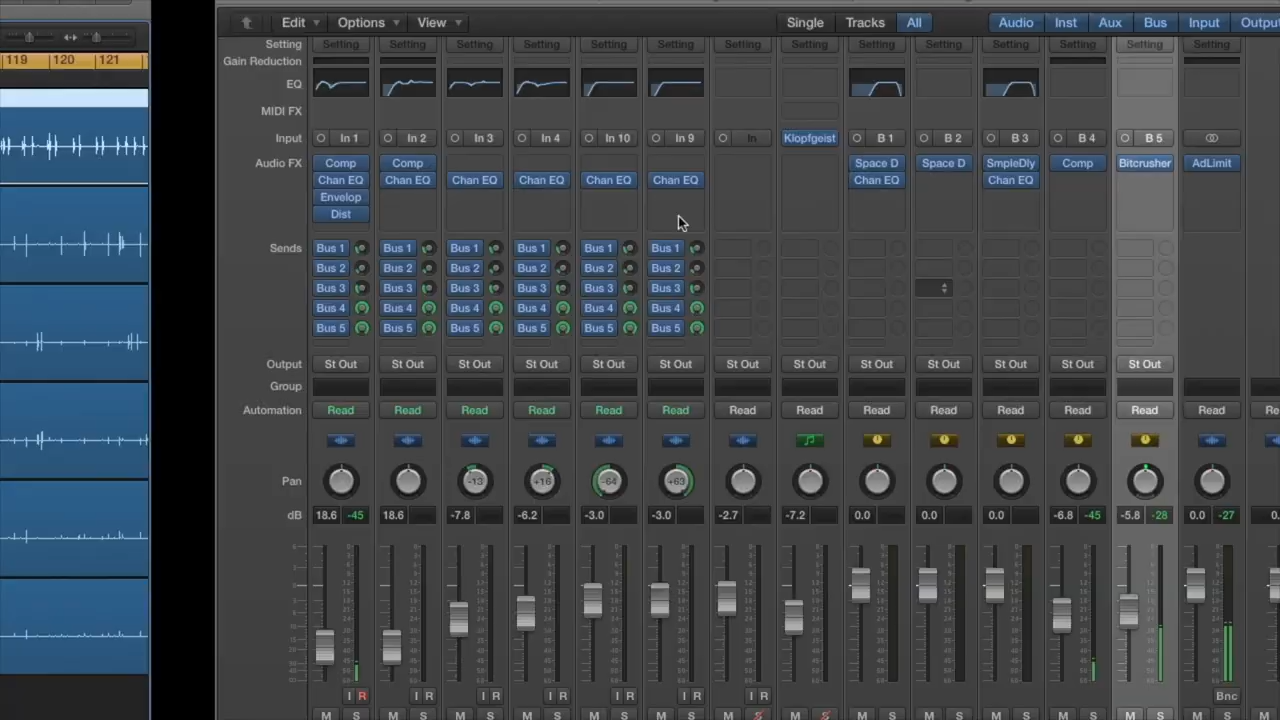 Edit Options View Single Tracks All Audio Inst Aux Bus Input Outpu
119 120 121
Setting Setting Setting Setting Setting Setting Setting Setting Setting Setting Setting Setting Setting Setting Setting
Gain Reduction
EQ
MIDI FX
Input In 1 In 2 In 3 In 4 In 10 In 9 In Klopfgeist B 1 B 2 B 3 B 4 B 5
Audio FX Comp Comp Space D Space D SmpleDly Comp Bitcrusher AdLimit
Chan EQ Chan EQ Chan EQ Chan EQ Chan EQ Chan EQ Chan EQ Chan EQ
Envelop
Dist
Sends Bus 1 Bus 1 Bus 1 Bus 1 Bus 1 Bus 1
Bus 2 Bus 2 Bus 2 Bus 2 Bus 2 Bus 2
Bus 3 Bus 3 Bus 3 Bus 3 Bus 3 Bus 3
Bus 4 Bus 4 Bus 4 Bus 4 Bus 4 Bus 4
Bus 5 Bus 5 Bus 5 Bus 5 Bus 5 Bus 5
Output St Out St Out St Out St Out St Out St Out St Out St Out St Out St Out St Out St Out St Out
Group
Automation Read Read Read Read Read Read Read Read Read Read Read Read Read Read Re
Pan -13 +16 -64 +63
dB 18.6 -45 18.6 -7.8 -6.2 -3.0 -3.0 -2.7 -7.2 0.0 0.0 0.0 -6.8 -45 -5.8 -28 0.0 -27 0.
I R I R I R I R I R I R I R Bnc
M S M S M S M S M S M S M S M S M S M S M S M S M S M